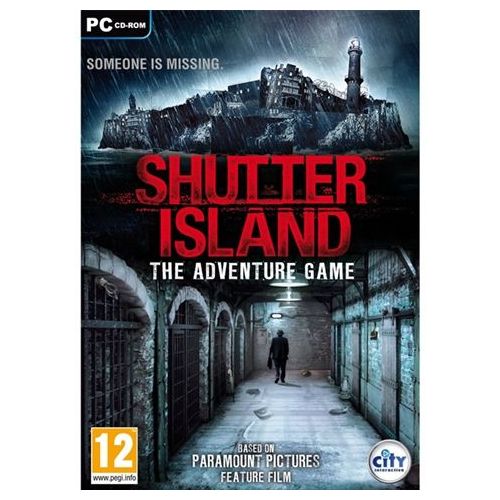 PC CD-ROM
SOMEONE IS MISSING.
SHUTTER
ISLAND
THE ADVENTURE GAME
12
www.pegi.info
BASED ON
PARAMOUNT PICTURES
FEATURE FILM
CITY
interactive